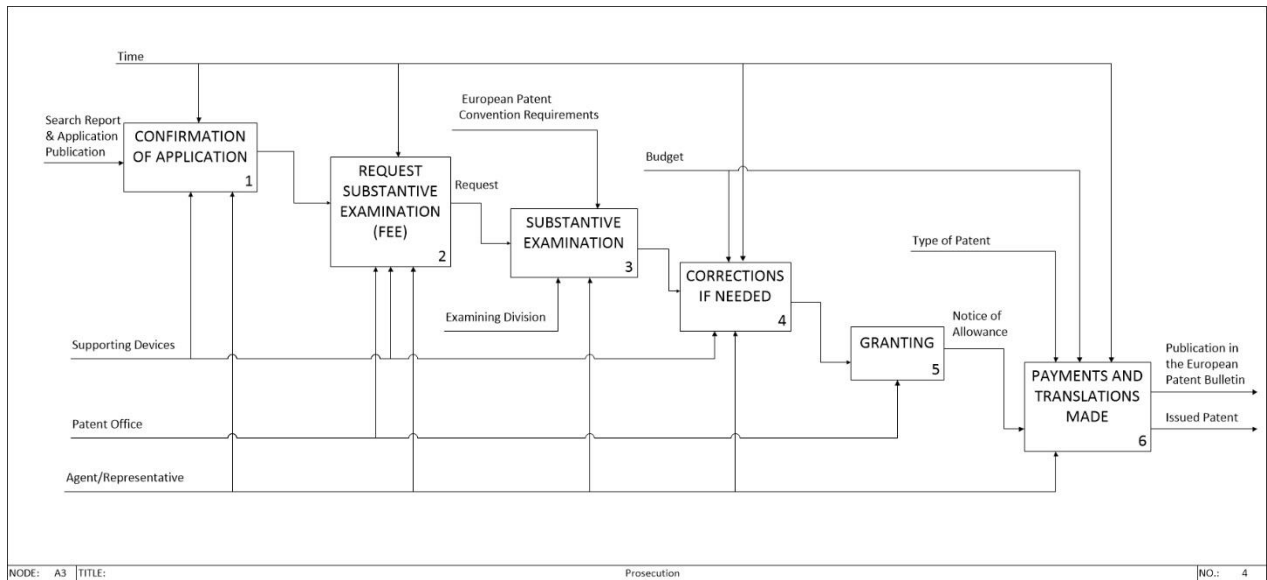 Time
Search Report
& Application
Publication
CONFIRMATION
OF APPLICATION
1
REQUEST
SUBSTANTIVE
EXAMINATION
(FEE)
2
Request
European Patent
Convention Requirements
SUBSTANTIVE
EXAMINATION
3
Examining Division
Budget
CORRECTIONS
IF NEEDED
4
Type of Patent
GRANTING
5
Notice of
Allowance
PAYMENTS AND
TRANSLATIONS
MADE
6
Publication in
the European
Patent Bulletin
Issued Patent
Supporting Devices
Patent Office
Agent/Representative
NODE: A3 TITLE: Prosecution NO.: 4